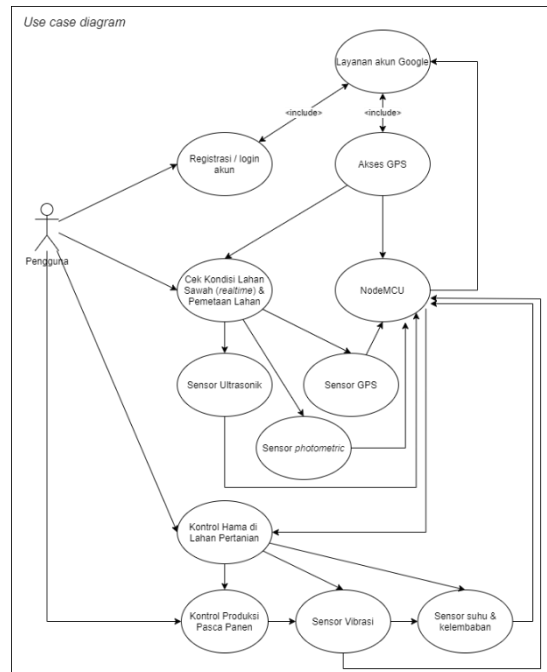 Use case diagram
Layanan akun Google
<include>
<include>
Registrasi / login
akun
Akses GPS
Pengguna
Cek Kondisi Lahan
Sawah (realtime) &
Pemetaan Lahan
NodeMCU
Sensor Ultrasonik
Sensor GPS
Sensor photometric
Kontrol Hama di
Lahan Pertanian
Kontrol Produksi
Pasca Panen
Sensor Vibrasi
Sensor suhu &
kelembaban